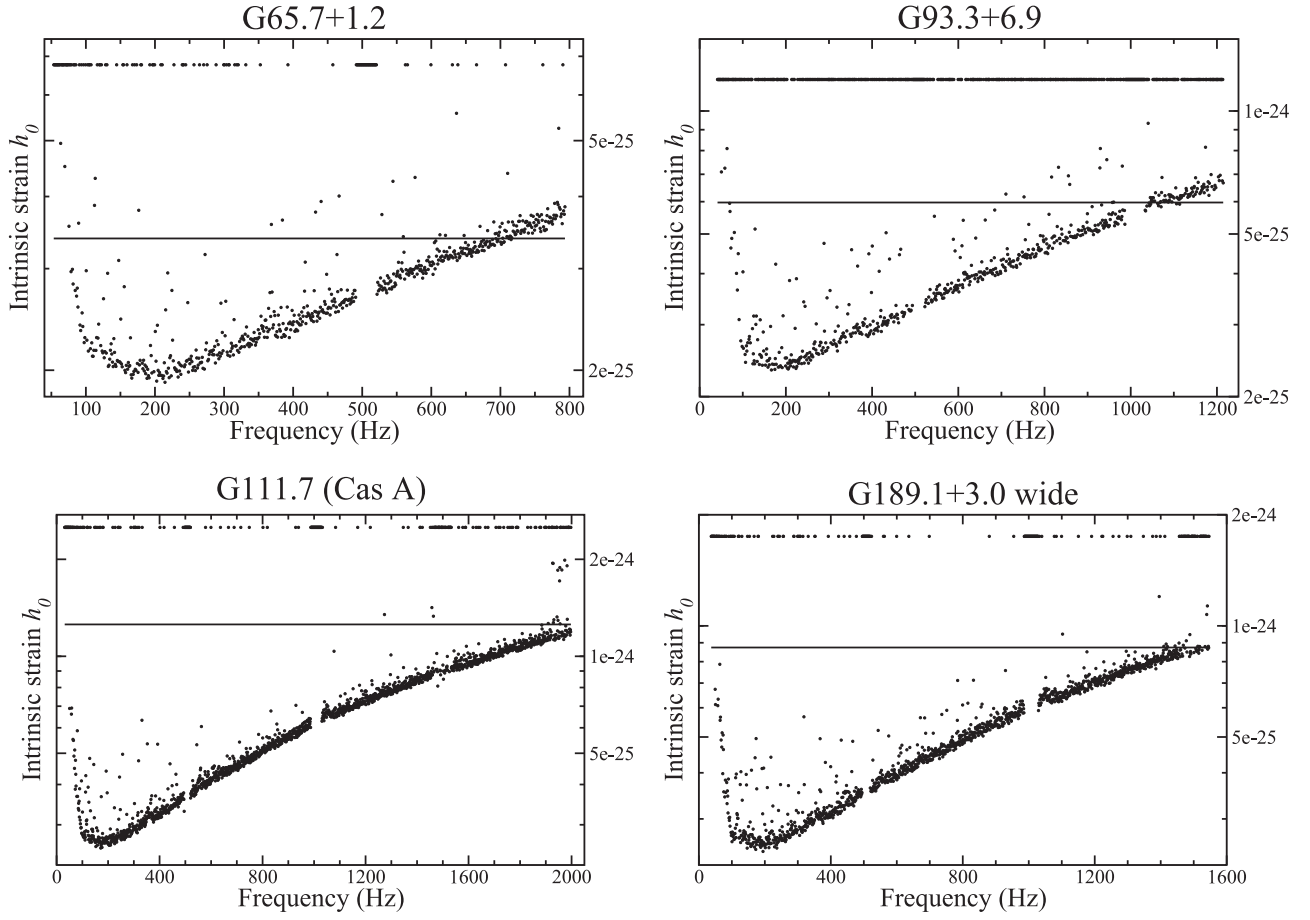 G65.7+1.2
Intrinsic strain h0
5e-25
2e-25
100 200 300 400 500 600 700 800
Frequency (Hz)
G93.3+6.9
Intrinsic strain h0
1e-24
5e-25
2e-25
0 200 400 600 800 1000 1200
Frequency (Hz)
G111.7 (Cas A)
Intrinsic strain h0
2e-24
1e-24
5e-25
0 400 800 1200 1600 2000
Frequency (Hz)
G189.1+3.0 wide
Intrinsic strain h0
2e-24
1e-24
5e-25
0 400 800 1200 1600
Frequency (Hz)